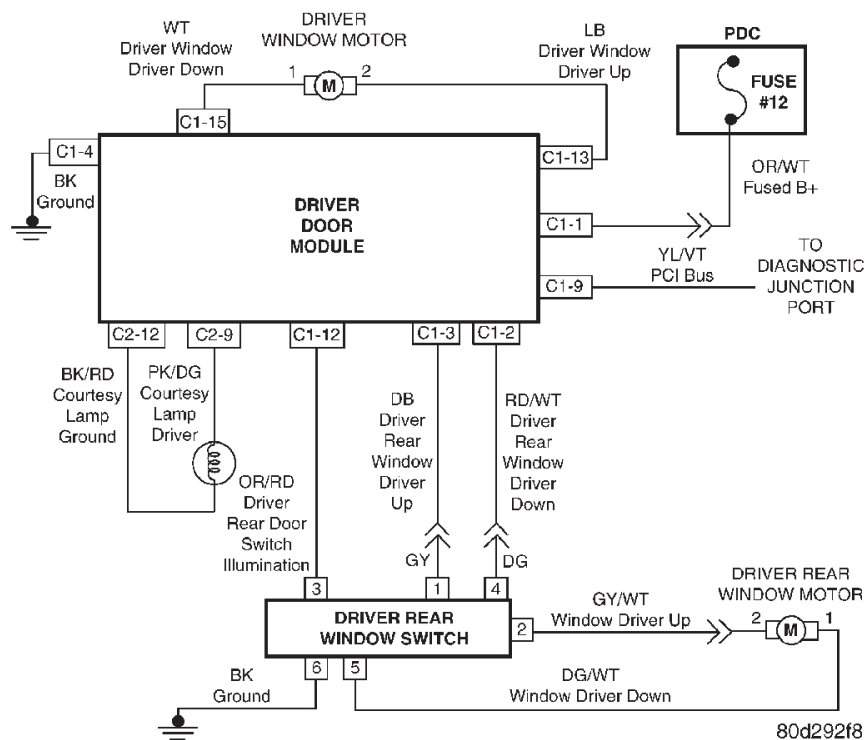 WT
Driver Window
Driver Down
DRIVER
WINDOW MOTOR
LB
Driver Window
Driver Up
PDC
FUSE
#12
1
M
2
C1-15
C1-4
BK
Ground
C1-13
OR/WT
Fused B+
DRIVER
DOOR
MODULE
C1-1
YL/VT
PCI Bus
TO
DIAGNOSTIC
JUNCTION
PORT
C1-9
C2-12
C2-9
C1-12
C1-3
C1-2
BK/RD
Courtesy
Lamp
Ground
PK/DG
Courtesy
Lamp
Driver
OR/RD
Driver
Rear Door
Switch
Illumination
DB
Driver
Rear
Window
Driver
Up
RD/WT
Driver
Rear
Window
Driver
Down
GY
DG
3
1
4
DRIVER REAR
WINDOW SWITCH
2
GY/WT
Window Driver Up
DRIVER REAR
WINDOW MOTOR
2
M
1
6
5
BK
Ground
DG/WT
Window Driver Down
80d292f8